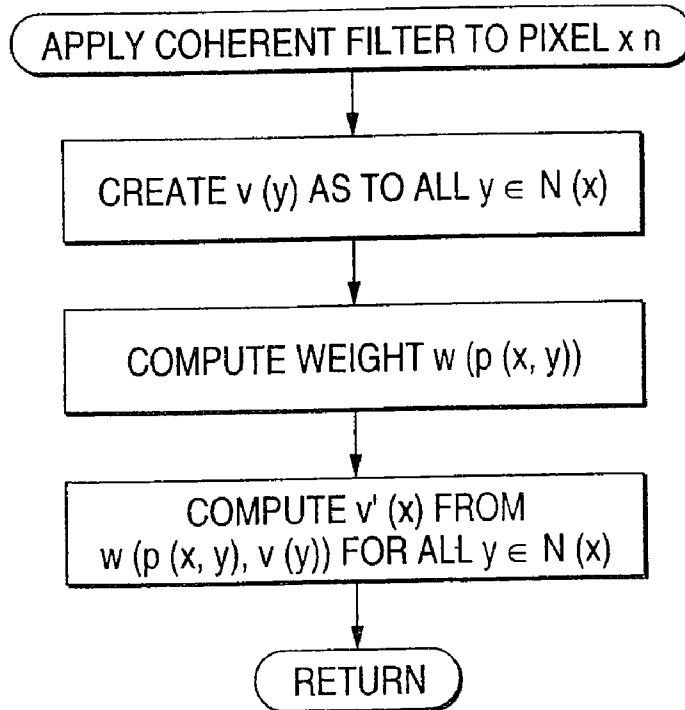 APPLY COHERENT FILTER TO PIXEL x n
CREATE v (y) AS TO ALL y ∈ N (x)
COMPUTE WEIGHT w (p (x, y))
COMPUTE v' (x) FROM
w (p (x, y), v (y)) FOR ALL y ∈ N (x)
RETURN